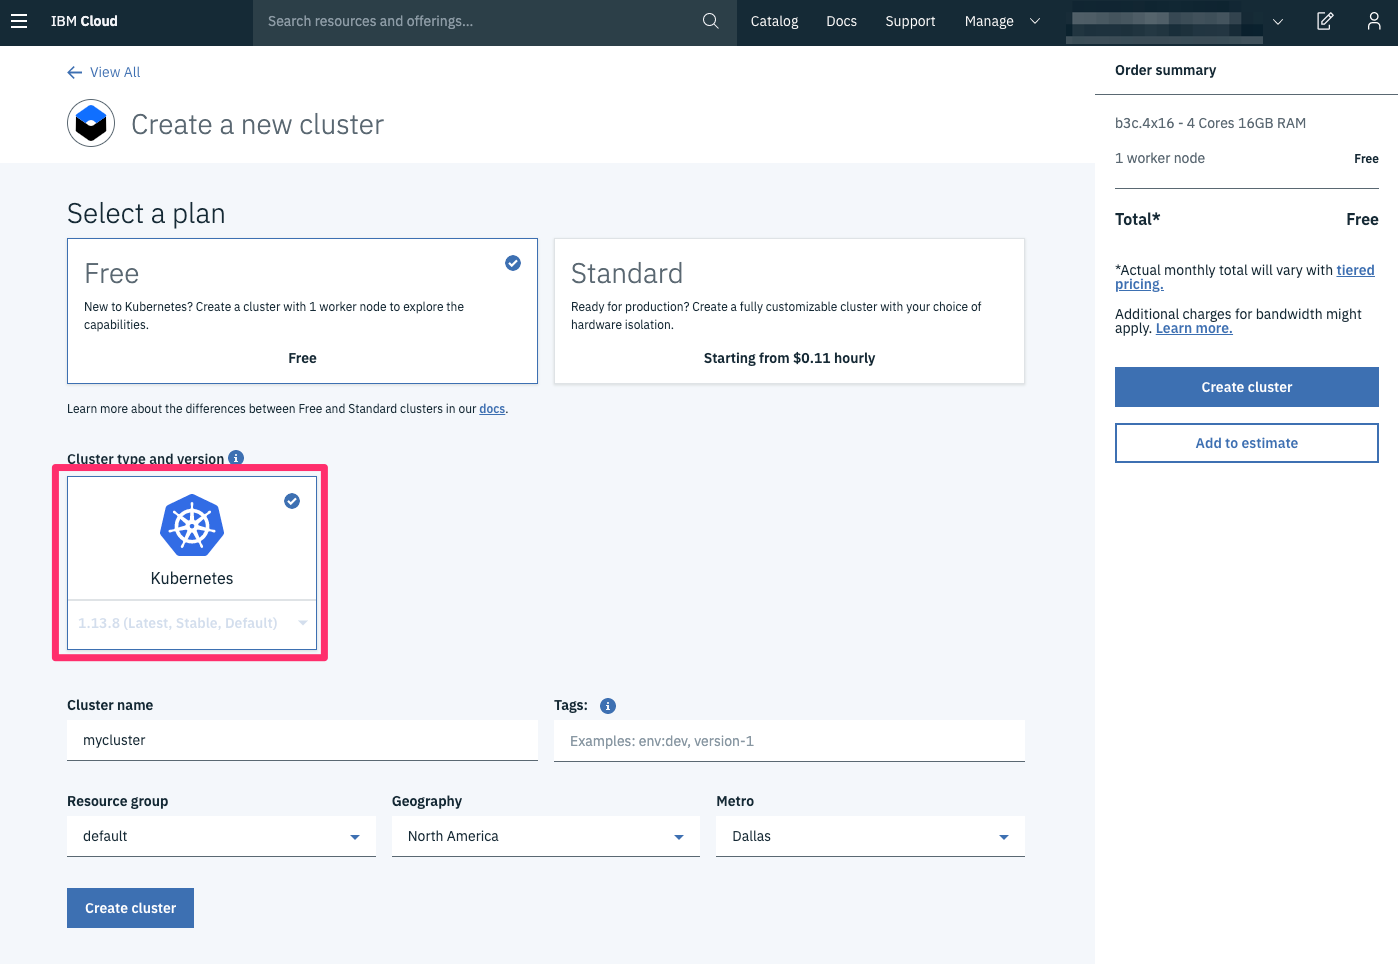 IBM Cloud
Search resources and offerings...
Catalog
Docs
Support
Manage
View All
Create a new cluster
Select a plan
Free
New to Kubernetes? Create a cluster with 1 worker node to explore the
capabilities.
Free
Standard
Ready for production? Create a fully customizable cluster with your choice of
hardware isolation.
Starting from $0.11 hourly
Learn more about the differences between Free and Standard clusters in our docs.
Cluster type and version
Kubernetes
1.13.8 (Latest, Stable, Default)
Cluster name
mycluster
Tags:
Examples: env:dev, version-1
Resource group
default
Geography
North America
Metro
Dallas
Create cluster
Order summary
b3c.4x16 - 4 Cores 16GB RAM
1 worker node Free
Total* Free
*Actual monthly total will vary with tiered
pricing.
Additional charges for bandwidth might
apply. Learn more.
Create cluster
Add to estimate